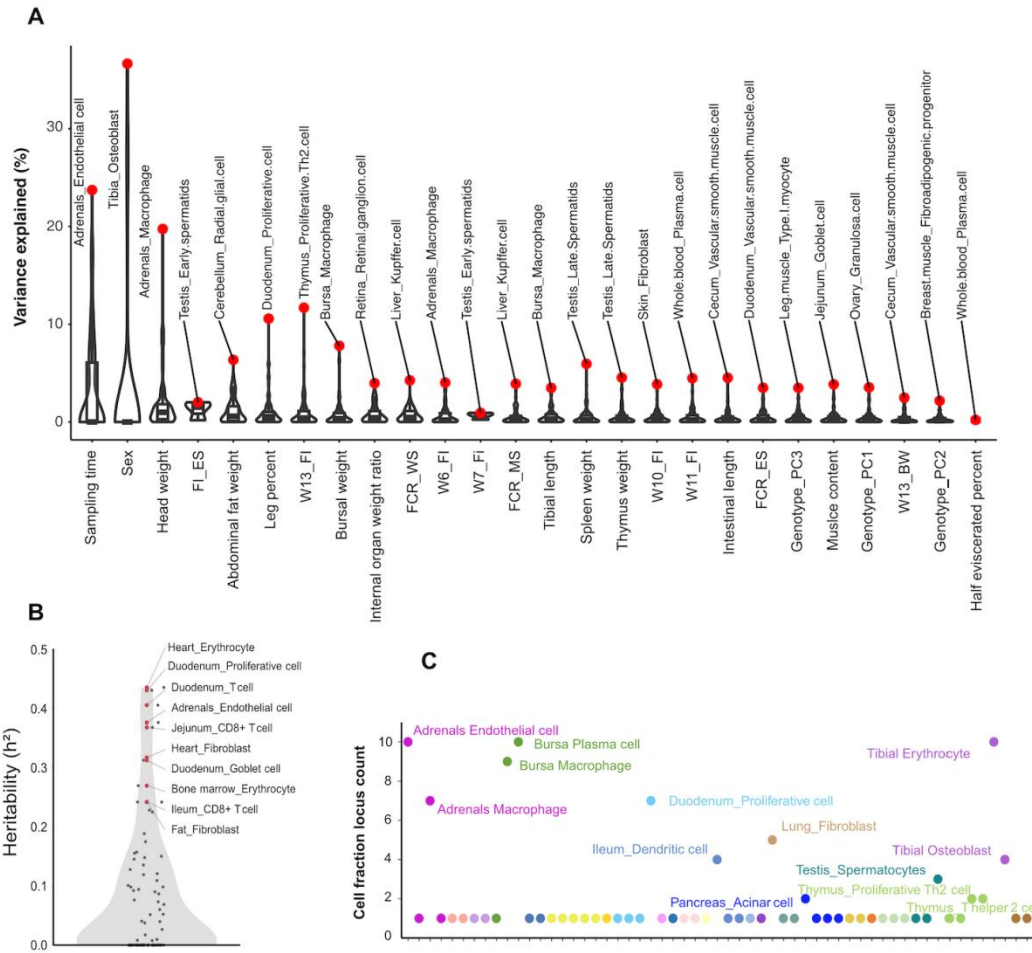 A
Variance explained (%)
30
20
10
0
Adrenals_Endothelial cell
Tibia_Osteoblast
Adrenals_Macrophage
Testis_Early.spermatids
Cerebellum_Radial.glial.cell
Duodenum_Proliferative.cell
Thymus_Proliferative.Th2.cell
Bursa_Macrophage
Retina_Retinal.ganglion.cell
Liver_Kupffer.cell
Adrenals_Macrophage
Testis_Early.spermatids
Liver_Kupffer.cell
Bursa_Macrophage
Testis_Late.Spermatids
Testis_Late.Spermatids
Skin_Fibroblast
Whole.blood_Plasma.cell
Cecum_Vascular.smooth.muscle.cell
Duodenum_Vascular.smooth.muscle.cell
Leg.muscle_Type.I.myocyte
Jejunum_Goblet.cell
Ovary_Granulosa.cell
Cecum_Vascular.smooth.muscle.cell
Breast.muscle_Fibroadipogenic.progenitor
Whole.blood_Plasma.cell
Sampling time
Sex
Head weight
FI_ES
Abdominal fat weight
Leg percent
W13_FI
Bursal weight
Internal organ weight ratio
FCR_WS
W6_FI
W7_FI
FCR_MS
Tibial length
Spleen weight
Thymus weight
W10_FI
W11_FI
Intestinal length
FCR_ES
Genotype_PC3
Muslce content
Genotype_PC1
W13_BW
Genotype_PC2
Half eviscerated percent
B
Heritability (h²)
0.5
0.4
0.3
0.2
0.1
0.0
Heart_Erythrocyte
Duodenum_Proliferative cell
Duodenum_T cell
Adrenals_Endothelial cell
Jejunum_CD8+ T cell
Heart_Fibroblast
Duodenum_Goblet cell
Bone marrow_Erythrocyte
Ileum_CD8+ T cell
Fat_Fibroblast
C
Cell fraction locus count
10
8
6
4
2
0
Adrenals Endothelial cell
Bursa Plasma cell
Tibial Erythrocyte
Bursa Macrophage
Adrenals Macrophage
Duodenum_Proliferative cell
Lung_Fibroblast
Ileum_Dendritic cell
Tibial Osteoblast
Testis_Spermatocytes
Thymus_Proliferative Th2 cell
Pancreas_Acinar cell
Thymus_T helper 2 ce